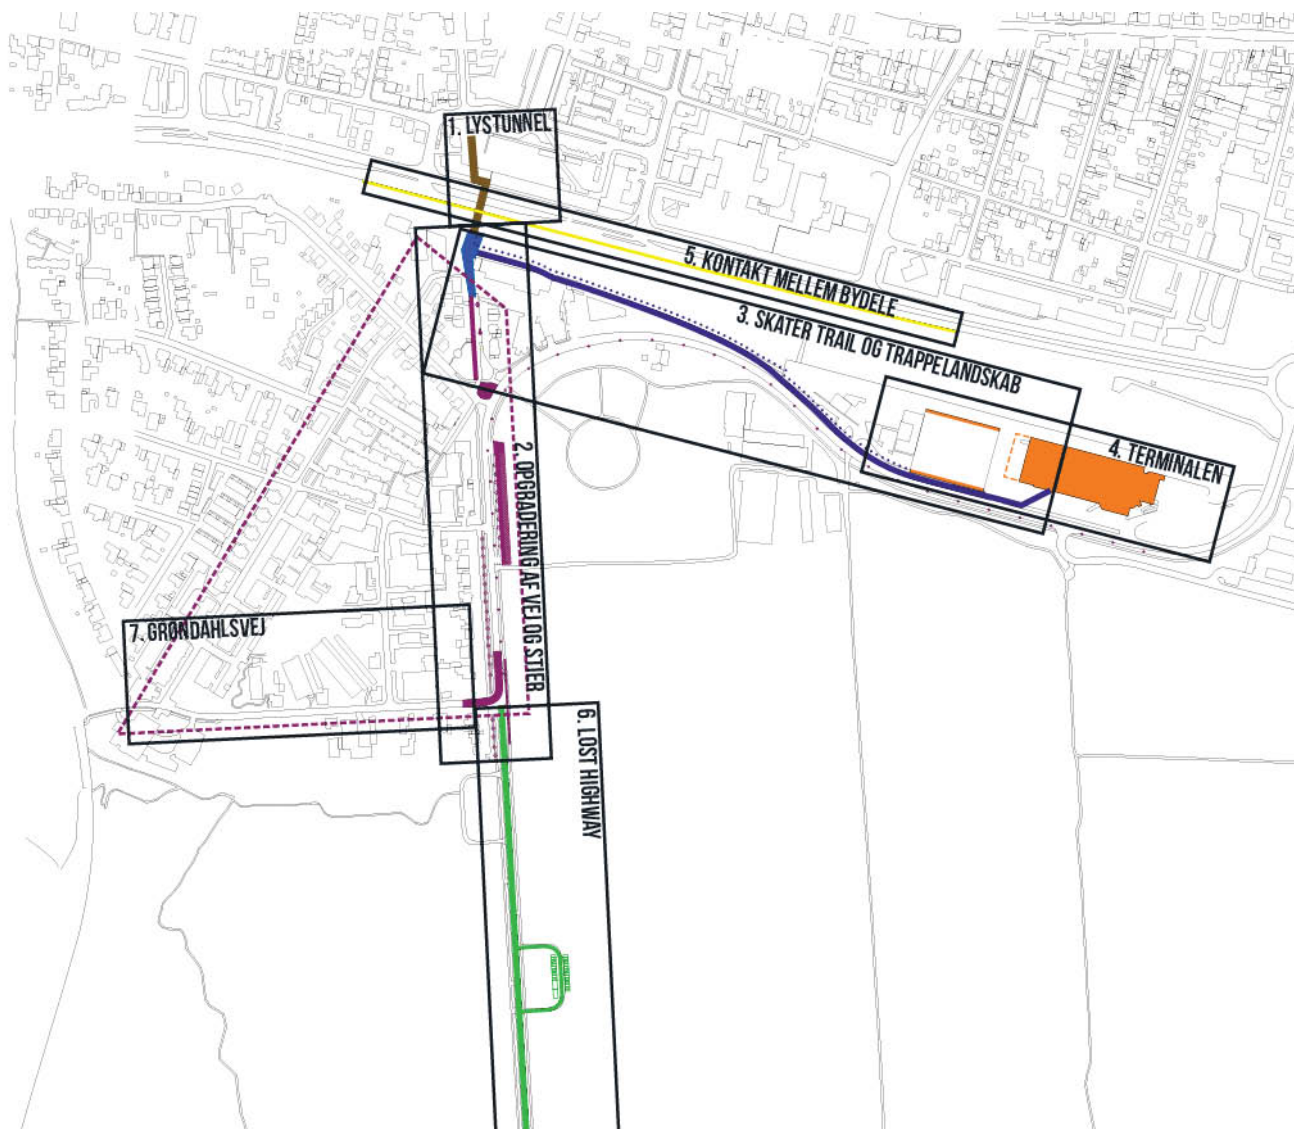 1. LYSTUNNEL
5. KONTAKT MELLEM BYDELE
3. SKATER TRAIL OG TRAPPELANDSKAB
4. TERMINALEN
2. OPGRADERING AF VEJ OG STIER
7. GRØNDAHLSVEJ
6. LOST HIGHWAY